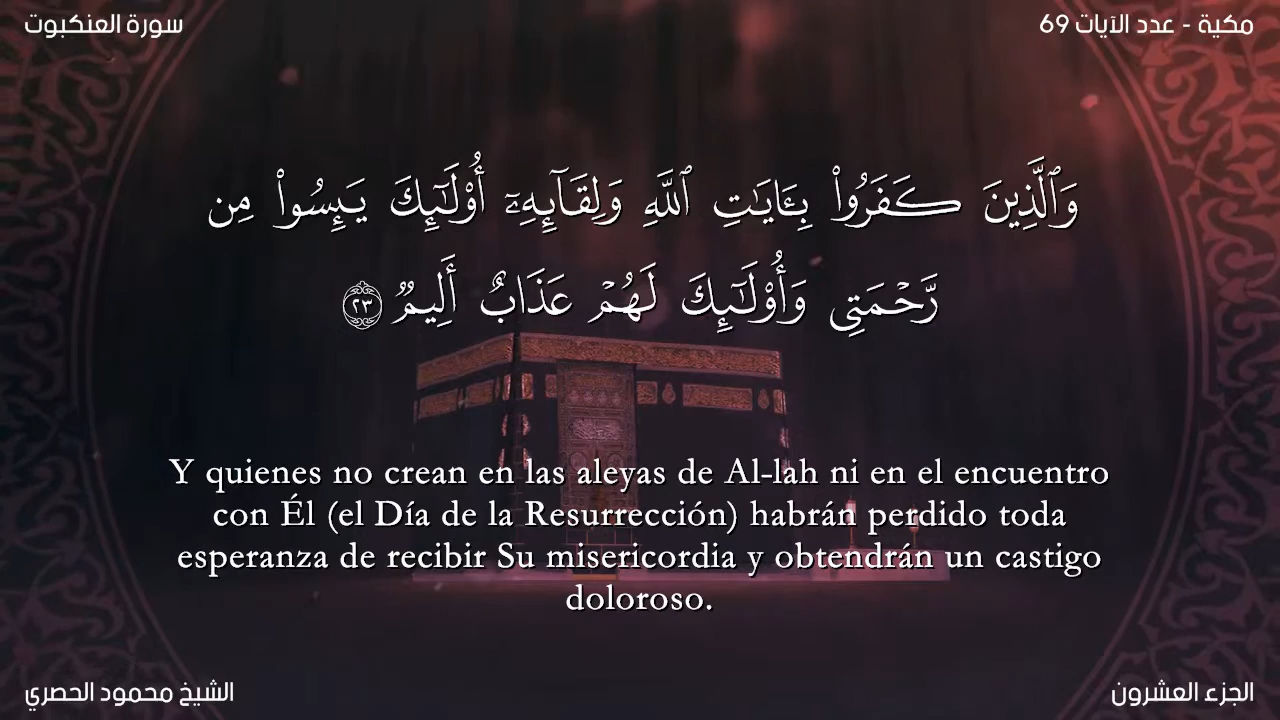 مكية - عدد الآيات 69
سورة العنكبوت
وَٱلَّذِينَ كَفَرُوا۟ بِـَٔايَـٰتِ ٱللَّهِ وَلِقَآئِهِۦٓ أُو۟لَـٰٓئِكَ يَئِسُوا۟ مِن
رَّحْمَتِى وَأُو۟لَـٰٓئِكَ لَهُمْ عَذَابٌ أَلِيمٌ ٢٣
Y quienes no crean en las aleyas de Al-lah ni en el encuentro
con Él (el Día de la Resurrección) habrán perdido toda
esperanza de recibir Su misericordia y obtendrán un castigo
doloroso.
الجزء العشرون
الشيخ محمود الحصري